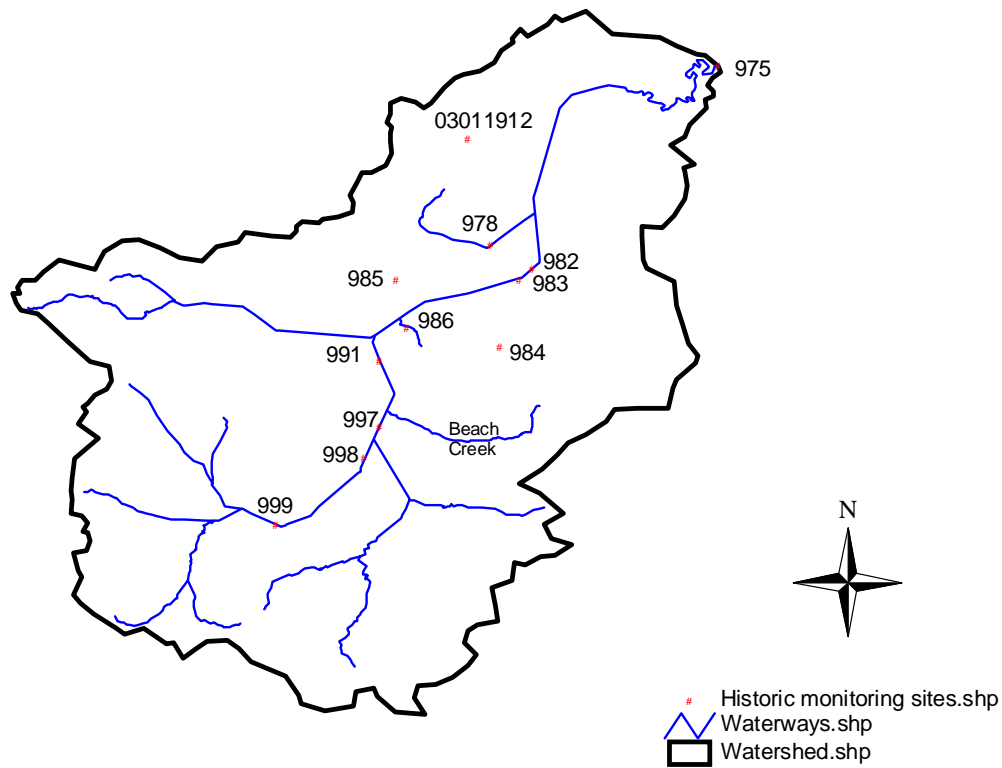 975
03011912
978
982
985
983
986
991
984
997
Beach
Creek
998
999
N
Historic monitoring sites.shp
Waterways.shp
Watershed.shp